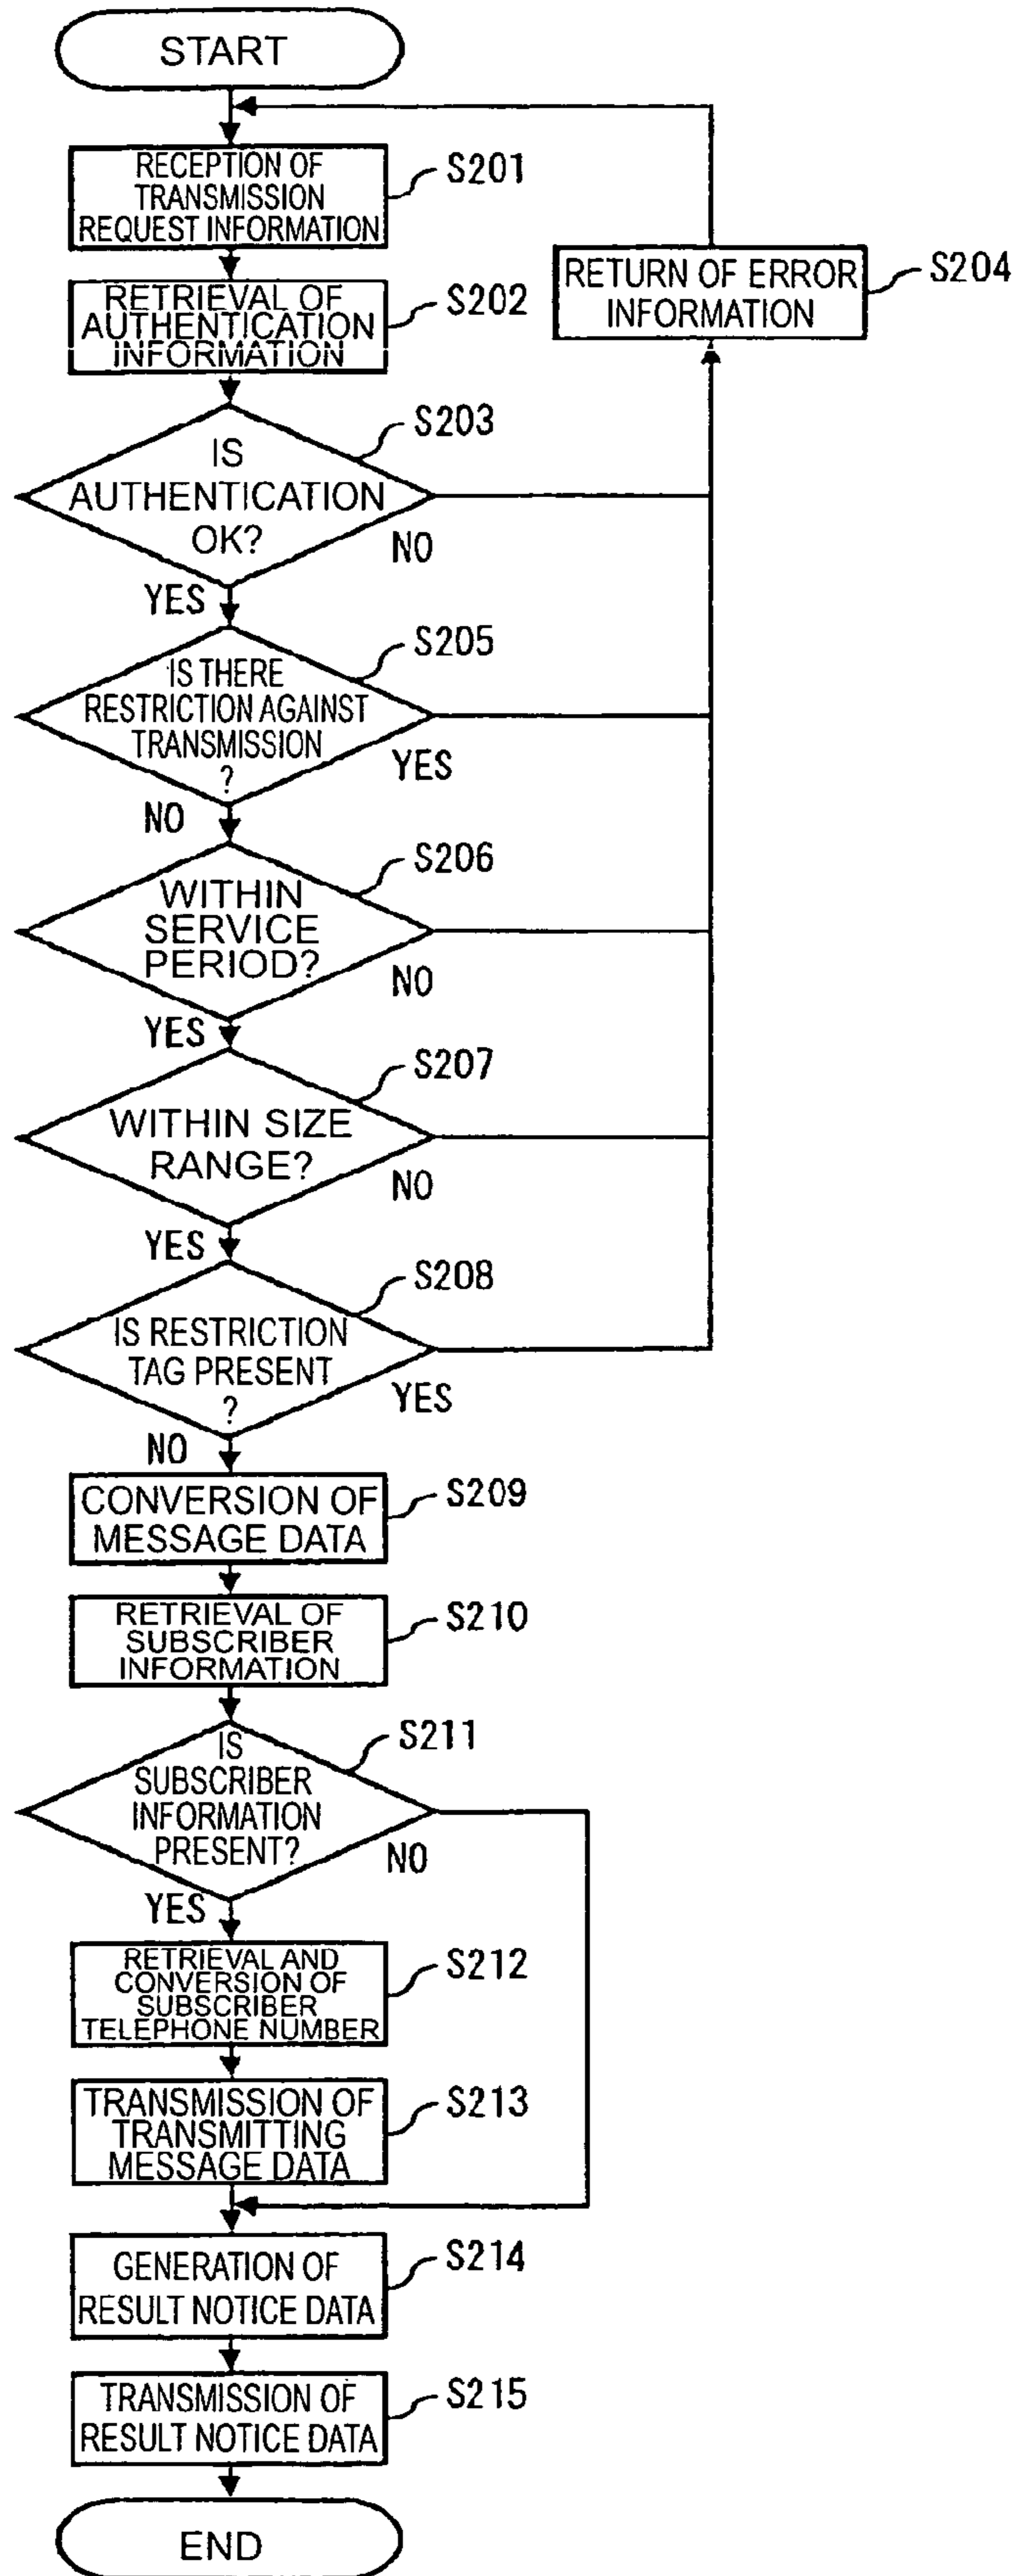 START
RECEPTION OF
TRANSMISSION
REQUEST INFORMATION
S201
RETURN OF ERROR
INFORMATION
S204
RETRIEVAL OF
AUTHENTICATION
INFORMATION
S202
IS
AUTHENTICATION
OK?
S203
NO
YES
IS THERE
RESTRICTION AGAINST
TRANSMISSION
?
S205
YES
NO
WITHIN
SERVICE
PERIOD?
S206
NO
YES
WITHIN SIZE
RANGE?
S207
NO
YES
IS RESTRICTION
TAG PRESENT
?
S208
YES
NO
CONVERSION OF
MESSAGE DATA
S209
RETRIEVAL OF
SUBSCRIBER
INFORMATION
S210
IS
SUBSCRIBER
INFORMATION
PRESENT?
S211
NO
YES
RETRIEVAL AND
CONVERSION OF
SUBSCRIBER
TELEPHONE NUMBER
S212
TRANSMISSION OF
TRANSMITTING
MESSAGE DATA
S213
GENERATION OF
RESULT NOTICE DATA
S214
TRANSMISSION OF
RESULT NOTICE DATA
S215
END